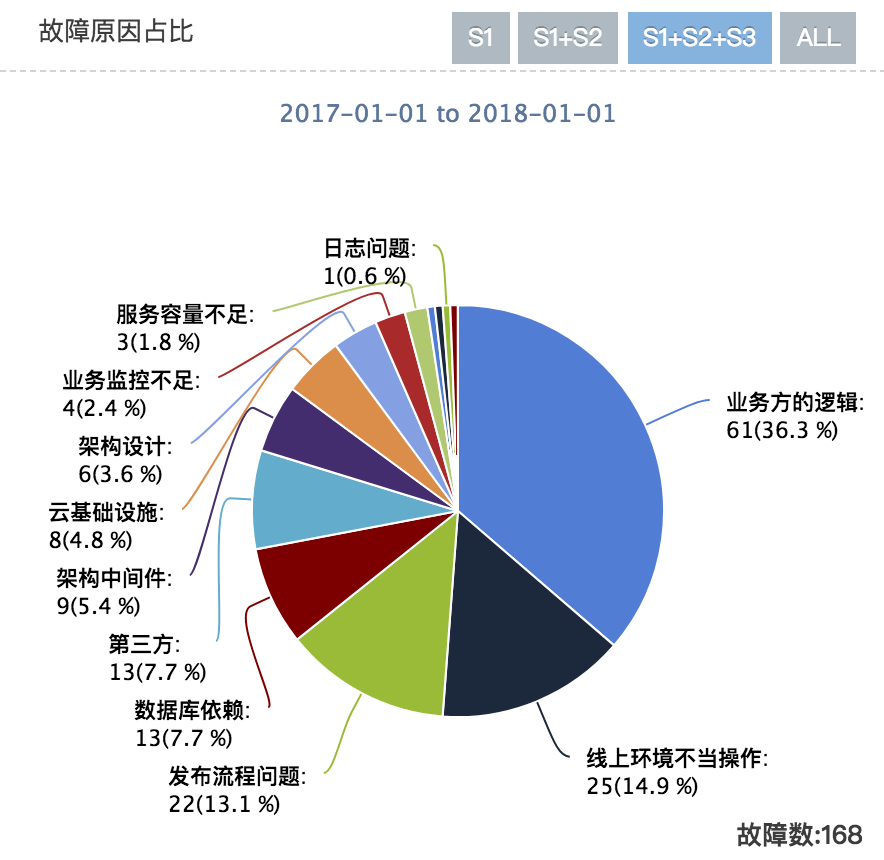 故障原因占比
S1
S1+S2
S1+S2+S3
ALL
2017-01-01 to 2018-01-01
日志问题:
1(0.6 %)
服务容量不足:
3(1.8 %)
业务监控不足:
4(2.4 %)
架构设计:
6(3.6 %)
云基础设施:
8(4.8 %)
架构中间件:
9(5.4 %)
第三方:
13(7.7 %)
数据库依赖:
13(7.7 %)
发布流程问题:
22(13.1 %)
业务方的逻辑:
61(36.3 %)
线上环境不当操作:
25(14.9 %)
故障数:168